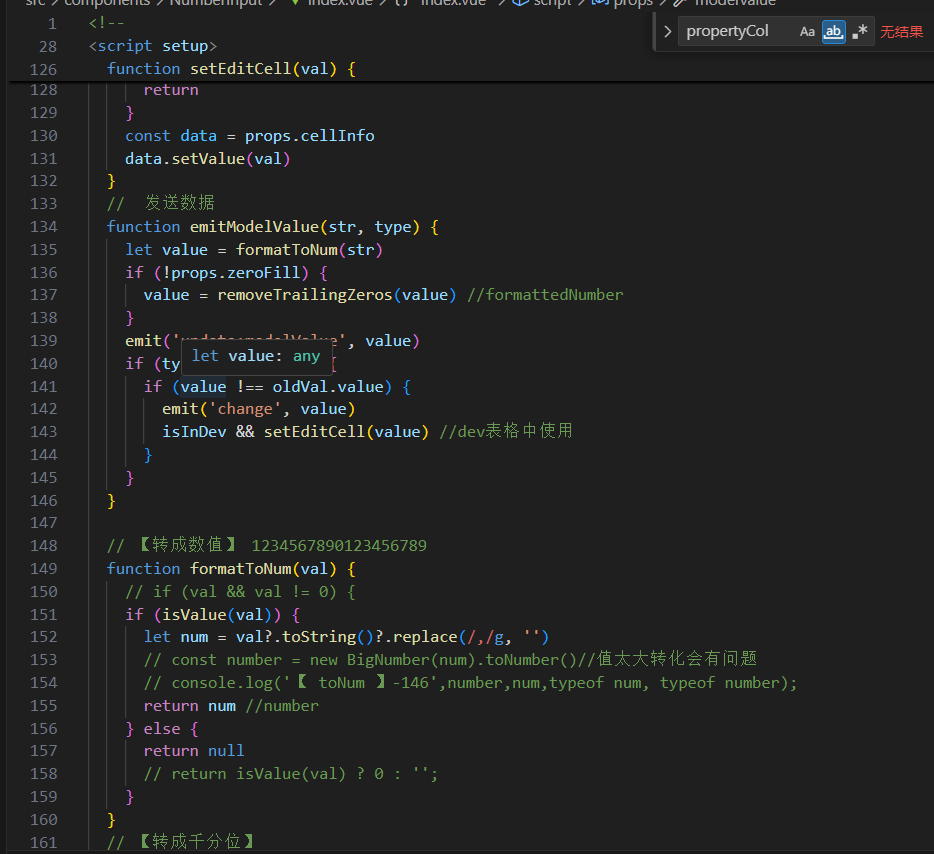 src > components > NumberInput > index.vue > {} "index.vue" > script > props > modelValue
propertyCol Aa ab .* 无结果
1 <!--
28 <script setup>
126 function setEditCell(val) {
128 return
129 }
130 const data = props.cellInfo
131 data.setValue(val)
132 }
133 // 发送数据
134 function emitModelValue(str, type) {
135 let value = formatToNum(str)
136 if (!props.zeroFill) {
137 value = removeTrailingZeros(value) //formattedNumber
138 }
139 emit('update:modelValue', value)
let value: any
140 if (ty {
141 if (value !== oldVal.value) {
142 emit('change', value)
143 isInDev && setEditCell(value) //dev表格中使用
144 }
145 }
146 }
147
148 // 【转成数值】 1234567890123456789
149 function formatToNum(val) {
150 // if (val && val != 0) {
151 if (isValue(val)) {
152 let num = val?.toString()?.replace(/,/g, '')
153 // const number = new BigNumber(num).toNumber()//值太大转化会有问题
154 // console.log('【 toNum 】-146',number,num,typeof num, typeof number);
155 return num //number
156 } else {
157 return null
158 // return isValue(val) ? 0 : '';
159 }
160 }
161 // 【转成千分位】